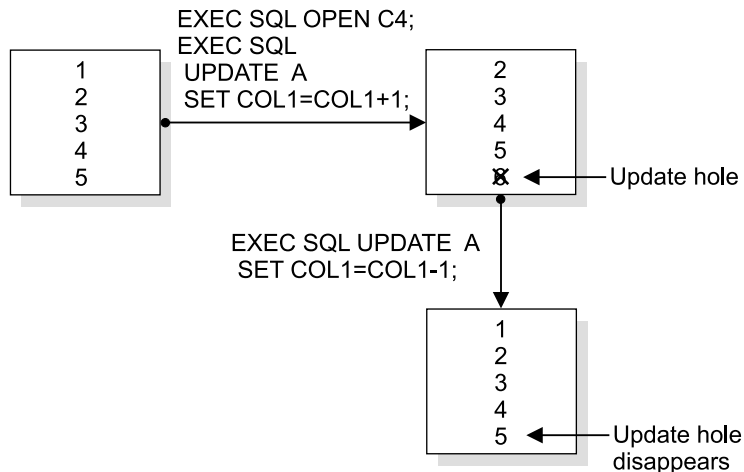 EXEC SQL OPEN C4;
EXEC SQL
UPDATE A
SET COL1=COL1+1;
1
2
3
4
5
2
3
4
5
6
Update hole
EXEC SQL UPDATE A
SET COL1=COL1-1;
1
2
3
4
5
Update hole
disappears